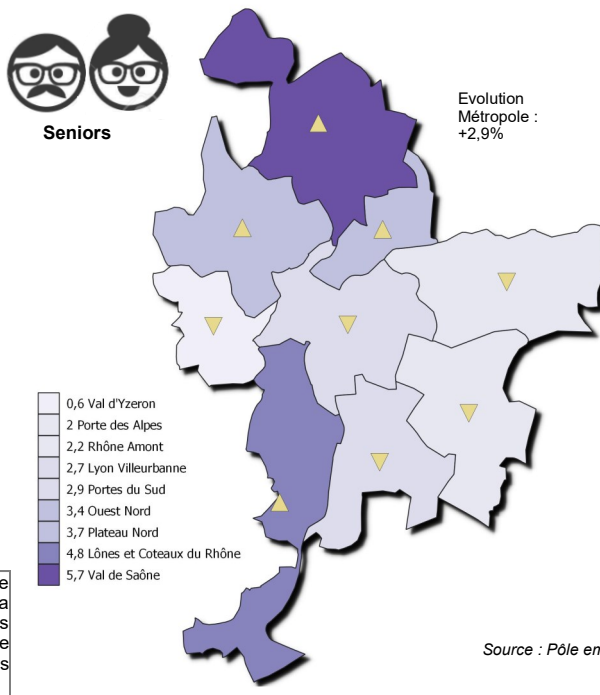 Seniors
Evolution
Métropole :
+2,9%
0,6 Val d'Yzeron
2 Porte des Alpes
2,2 Rhône Amont
2,7 Lyon Villeurbanne
2,9 Portes du Sud
3,4 Ouest Nord
3,7 Plateau Nord
4,8 Lônes et Coteaux du Rhône
5,7 Val de Saône
e
a
s
e
s
Source : Pôle en